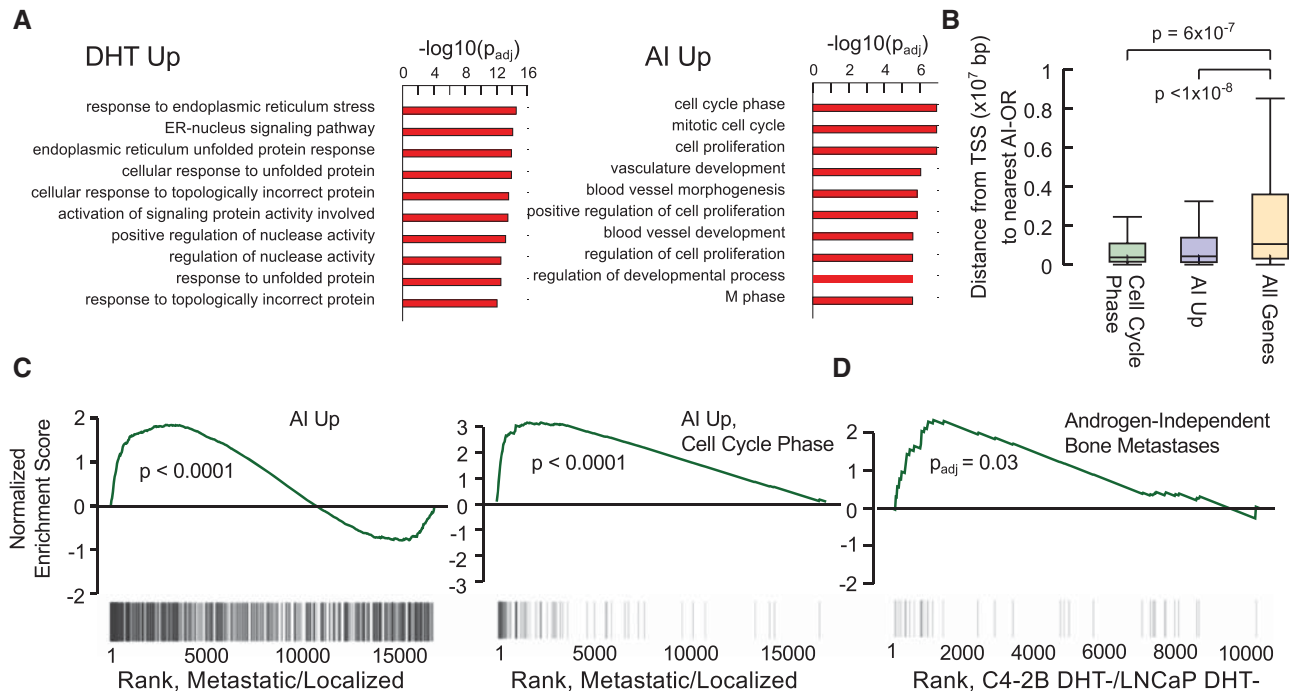 A
DHT Up
-log10(padj)
0 4 8 12 16
response to endoplasmic reticulum stress
ER-nucleus signaling pathway
endoplasmic reticulum unfolded protein response
cellular response to unfolded protein
cellular response to topologically incorrect protein
activation of signaling protein activity involved
positive regulation of nuclease activity
regulation of nuclease activity
response to unfolded protein
response to topologically incorrect protein
AI Up
-log10(padj)
0 2 4 6
cell cycle phase
mitotic cell cycle
cell proliferation
vasculature development
blood vessel morphogenesis
positive regulation of cell proliferation
blood vessel development
regulation of cell proliferation
regulation of developmental process
M phase
B
p = 6x10-7
p <1x10-8
Distance from TSS (x10⁷ bp)
to nearest AI-OR
1
0.8
0.6
0.4
0.2
0
Cell Cycle
Phase
AI Up
All Genes
C
Normalized
Enrichment Score
AI Up
p < 0.0001
2
1
0
-1
-2
1 5000 10000 15000
Rank, Metastatic/Localized
AI Up,
Cell Cycle Phase
p < 0.0001
3
2
1
0
-1
-2
-3
1 5000 10000 15000
Rank, Metastatic/Localized
D
Androgen-Independent
Bone Metastases
padj = 0.03
2
1
0
-1
-2
1 2000 4000 6000 8000 10000
Rank, C4-2B DHT-/LNCaP DHT-